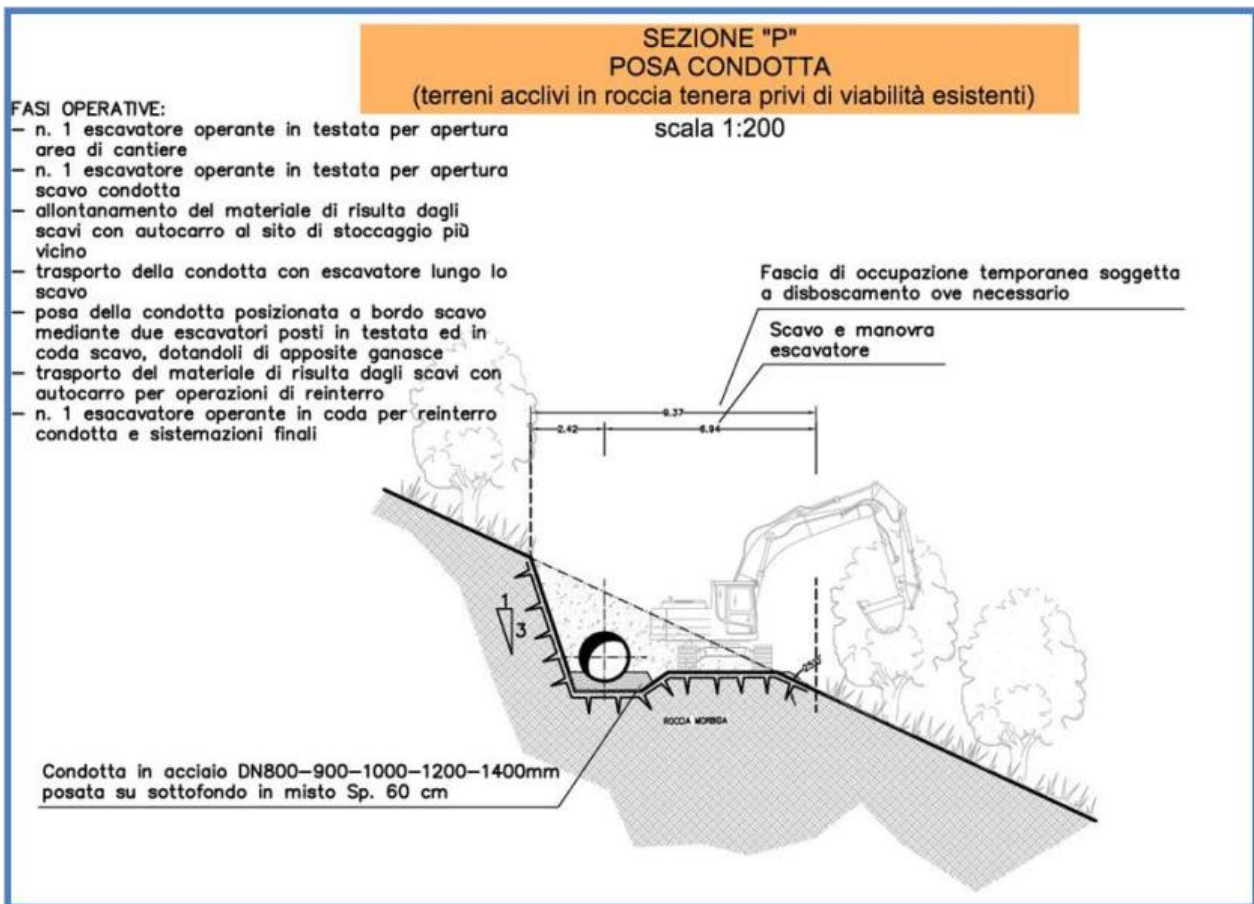 SEZIONE "P"
POSA CONDOTTA
(terreni acclivi in roccia tenera privi di viabilità esistenti)
scala 1:200
FASI OPERATIVE:
– n. 1 escavatore operante in testata per apertura
area di cantiere
– n. 1 escavatore operante in testata per apertura
scavo condotta
– allontanamento del materiale di risulta dagli
scavi con autocarro al sito di stoccaggio più
vicino
– trasporto della condotta con escavatore lungo lo
scavo
– posa della condotta posizionata a bordo scavo
mediante due escavatori posti in testata ed in
coda scavo, dotandoli di apposite ganasce
– trasporto del materiale di risulta dagli scavi con
autocarro per operazioni di reinterro
– n. 1 esacavatore operante in coda per reinterro
condotta e sistemazioni finali
Fascia di occupazione temporanea soggetta
a disboscamento ove necessario
Scavo e manovra
escavatore
9.37
2.42
6.94
1
3
ROCCIA MORBIDA
Condotta in acciaio DN800–900–1000–1200–1400mm
posata su sottofondo in misto Sp. 60 cm